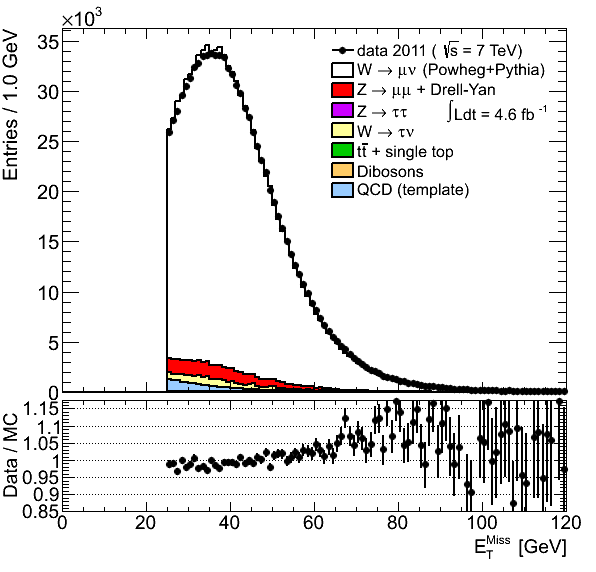 ×10³
Entries / 1.0 GeV
35
30
25
20
15
10
5
0
data 2011 ( √s = 7 TeV)
W → μν (Powheg+Pythia)
Z → μμ + Drell-Yan
Z → ττ
∫Ldt = 4.6 fb⁻¹
W → τν
tt̅ + single top
Dibosons
QCD (template)
Data / MC
1.15
1.1
1.05
1
0.95
0.9
0.85
0 20 40 60 80 100 120
E_T^Miss [GeV]